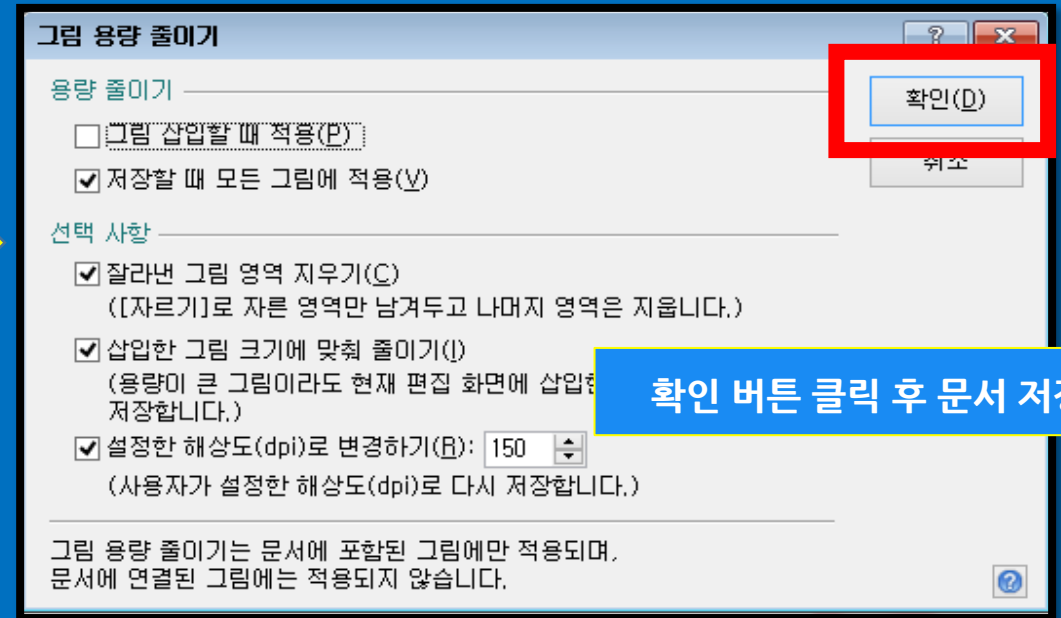 그림 용량 줄이기
용량 줄이기
확인(D)
그림 삽입할 때 적용(P)
취소
저장할 때 모든 그림에 적용(V)
선택 사항
잘라낸 그림 영역 지우기(C)
([자르기]로 자른 영역만 남겨두고 나머지 영역은 지웁니다.)
삽입한 그림 크기에 맞춰 줄이기(I)
(용량이 큰 그림이라도 현재 편집 화면에
저장합니다.)
확인 버튼 클릭 후 문서
설정한 해상도(dpi)로 변경하기(R): 150
(사용자가 설정한 해상도(dpi)로 다시 저장합니다.)
그림 용량 줄이기는 문서에 포함된 그림에만 적용되며,
문서에 연결된 그림에는 적용되지 않습니다.